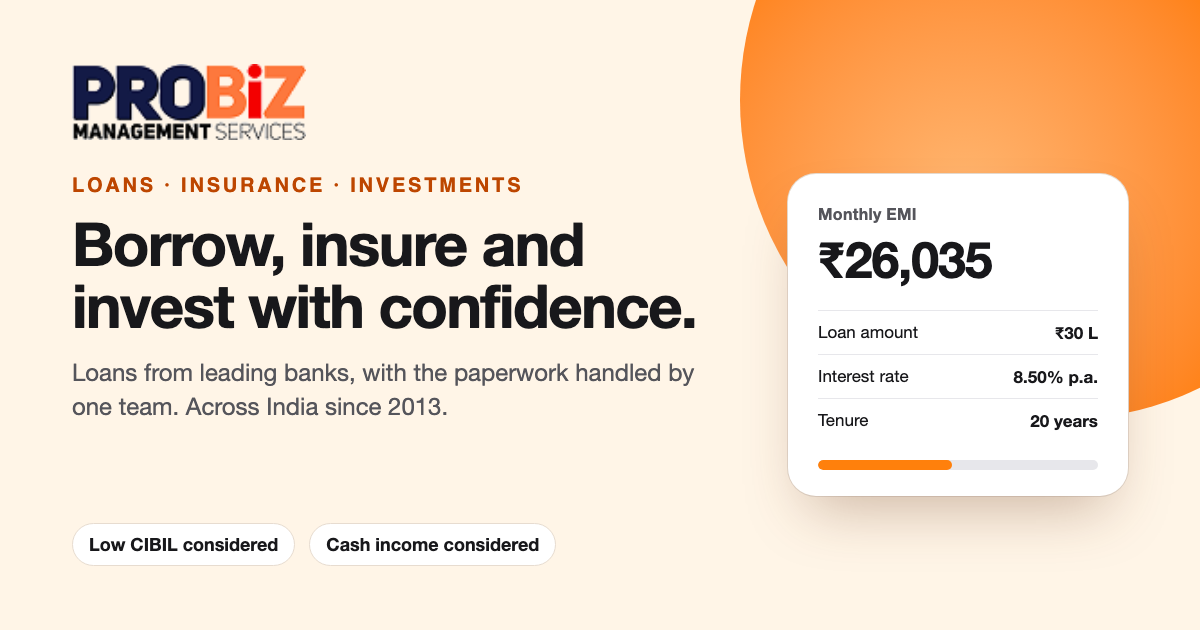 PROBiZ
MANAGEMENT SERVICES
LOANS · INSURANCE · INVESTMENTS
Borrow, insure and
invest with confidence.
Loans from leading banks, with the paperwork handled by
one team. Across India since 2013.
Low CIBIL considered
Cash income considered
Monthly EMI
₹26,035
Loan amount ₹30 L
Interest rate 8.50% p.a.
Tenure 20 years